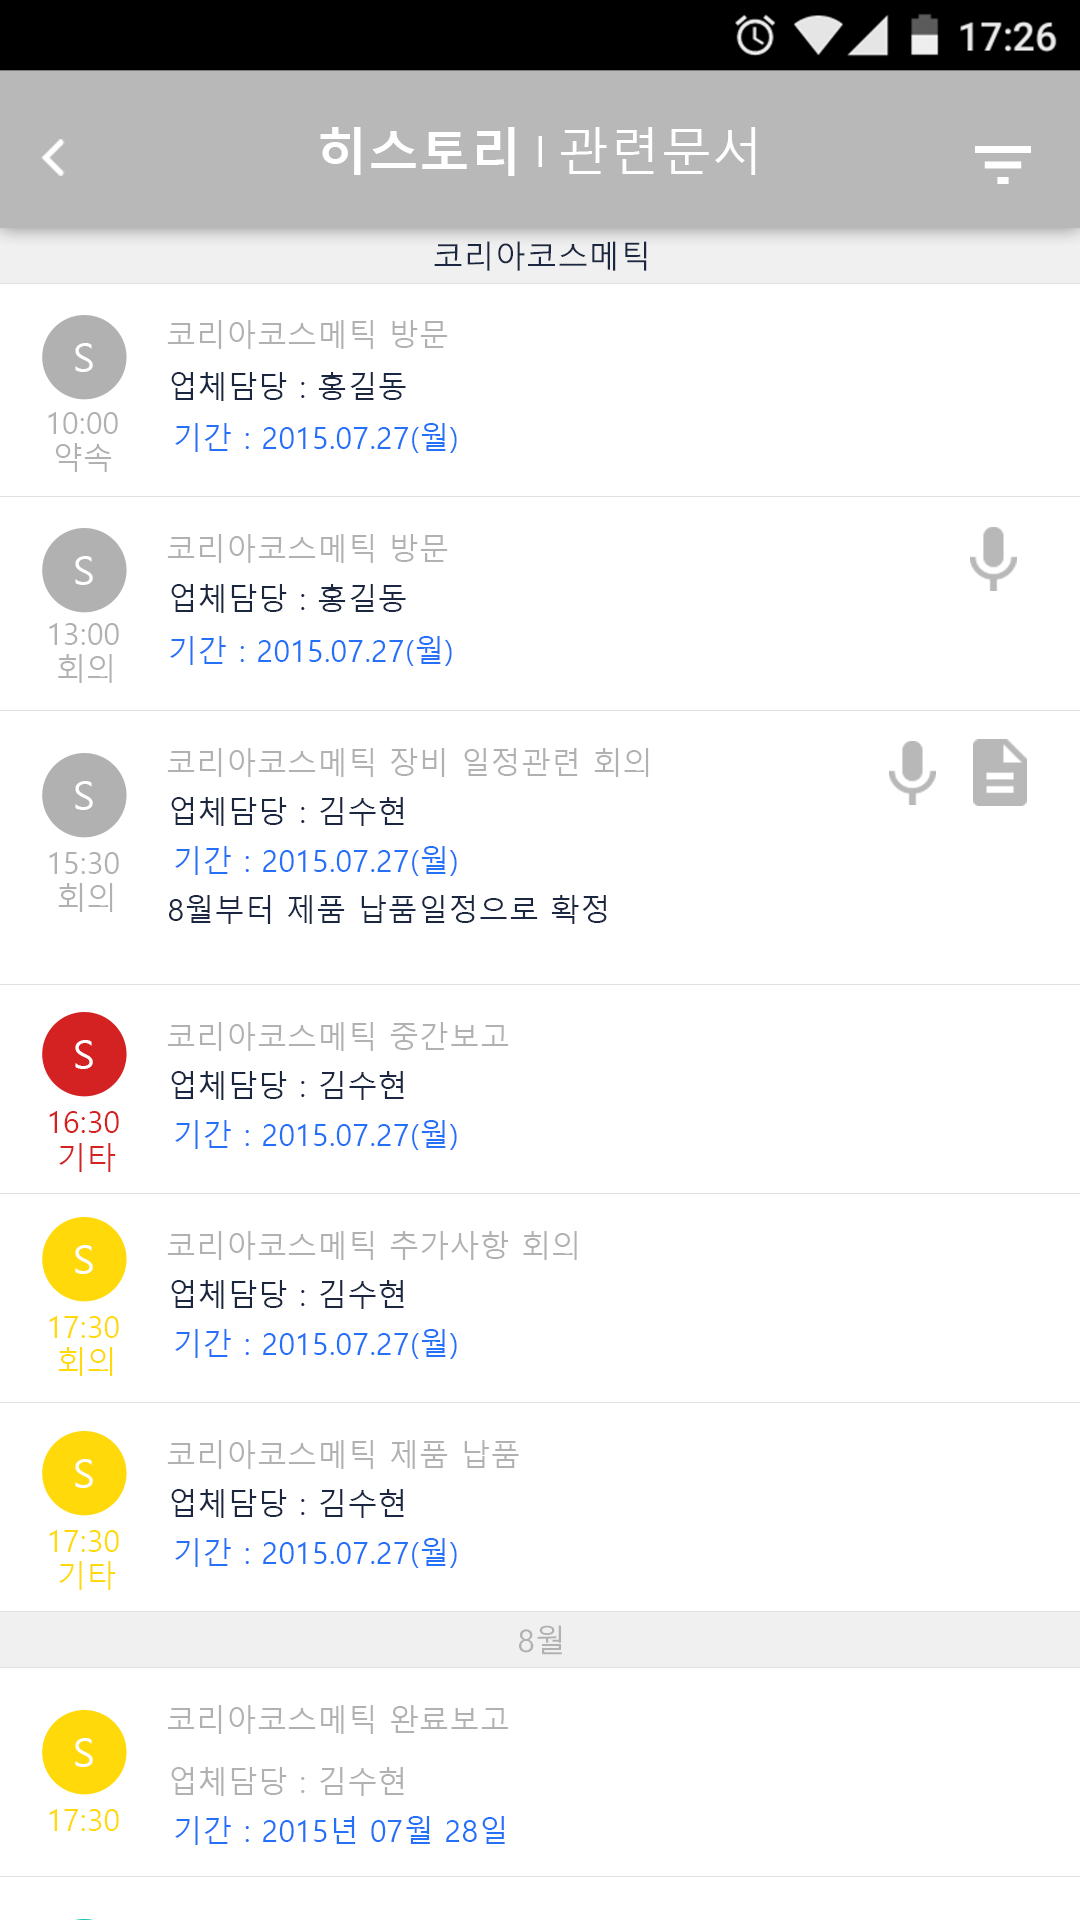 17:26
히스토리 | 관련문서
코리아코스메틱
S
10:00
약속
코리아코스메틱 방문
업체담당 : 홍길동
기간 : 2015.07.27(월)
S
13:00
회의
코리아코스메틱 방문
업체담당 : 홍길동
기간 : 2015.07.27(월)
S
15:30
회의
코리아코스메틱 장비 일정관련 회의
업체담당 : 김수현
기간 : 2015.07.27(월)
8월부터 제품 납품일정으로 확정
S
16:30
기타
코리아코스메틱 중간보고
업체담당 : 김수현
기간 : 2015.07.27(월)
S
17:30
회의
코리아코스메틱 추가사항 회의
업체담당 : 김수현
기간 : 2015.07.27(월)
S
17:30
기타
코리아코스메틱 제품 납품
업체담당 : 김수현
기간 : 2015.07.27(월)
8월
S
17:30
코리아코스메틱 완료보고
업체담당 : 김수현
기간 : 2015년 07월 28일